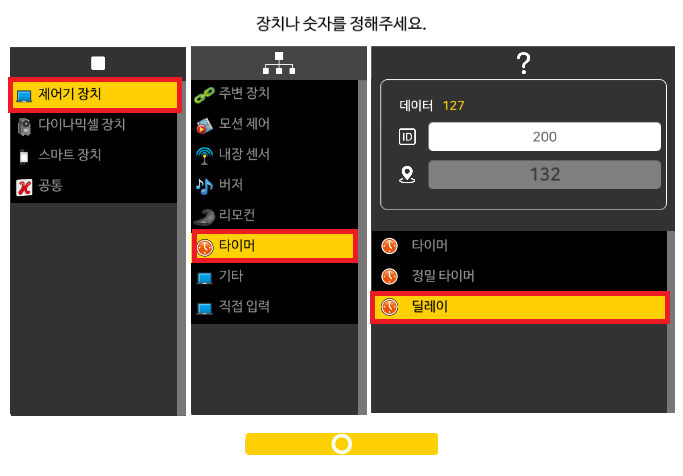 장치나 숫자를 정해주세요.
제어기 장치
다이나믹셀 장치
스마트 장치
공통
주변 장치
모션 제어
내장 센서
버저
리모컨
타이머
기타
직접 입력
?
데이터 127
ID 200
132
타이머
정밀 타이머
딜레이